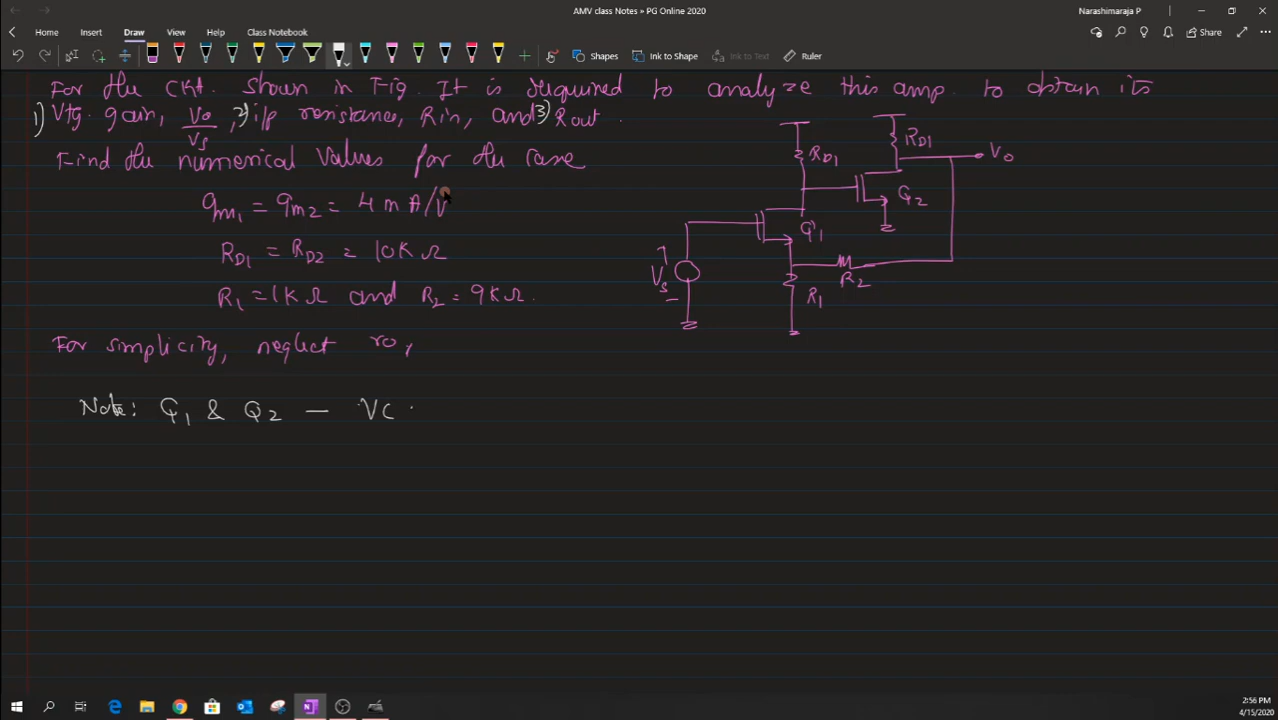 AMV class Notes » PG Online 2020
Narashimaraja P
Home Insert Draw View Help Class Notebook
Shapes Ink to Shape Ink to Text Ruler
Share
For the CKt. shown in Fig. It is required to analyze this amp. to obtain its
1) Vtg. gain, Vo/Vs, 2) i/p resistance, Rin, and 3) Rout.
Find the numerical values for the case
gm1 = gm2 = 4 mA/V
RD1 = RD2 = 10K Ω
R1 = 1K Ω and R2 = 9K Ω.
For simplicity, neglect ro,
Note: Q1 & Q2 — VC
RD1
RD1
Vo
Q2
Q1
Vs
R2
R1
2:56 PM
4/15/2020